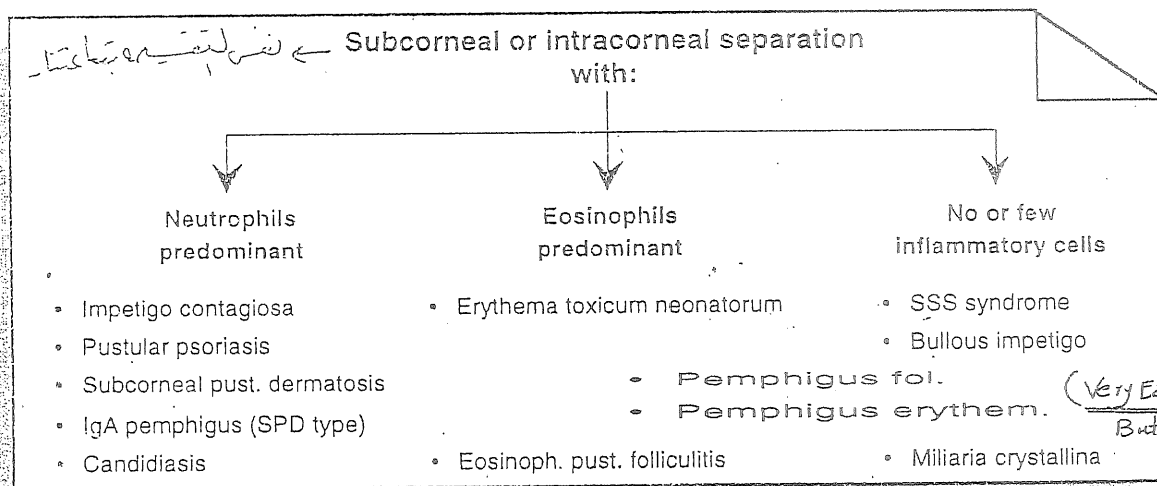 Subcorneal or intracorneal separation
with:
Neutrophils
predominant
Eosinophils
predominant
No or few
inflammatory cells
• Impetigo contagiosa
• Pustular psoriasis
• Subcorneal pust. dermatosis
• IgA pemphigus (SPD type)
• Candidiasis
• Erythema toxicum neonatorum
• Pemphigus fol.
• Pemphigus erythem.
• Eosinoph. pust. folliculitis
• SSS syndrome
• Bullous impetigo
(Very
But
• Miliaria crystallina